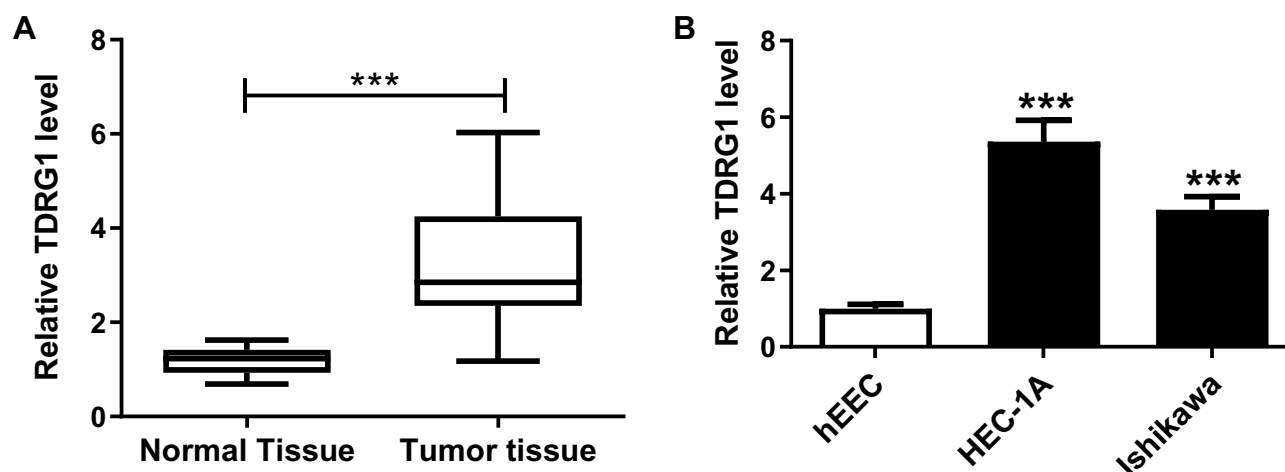 A
Relative TDRG1 level
8
6
4
2
0
***
Normal Tissue
Tumor tissue
B
Relative TDRG1 level
8
6
4
2
0
***
***
hEEC
HEC-1A
Ishikawa